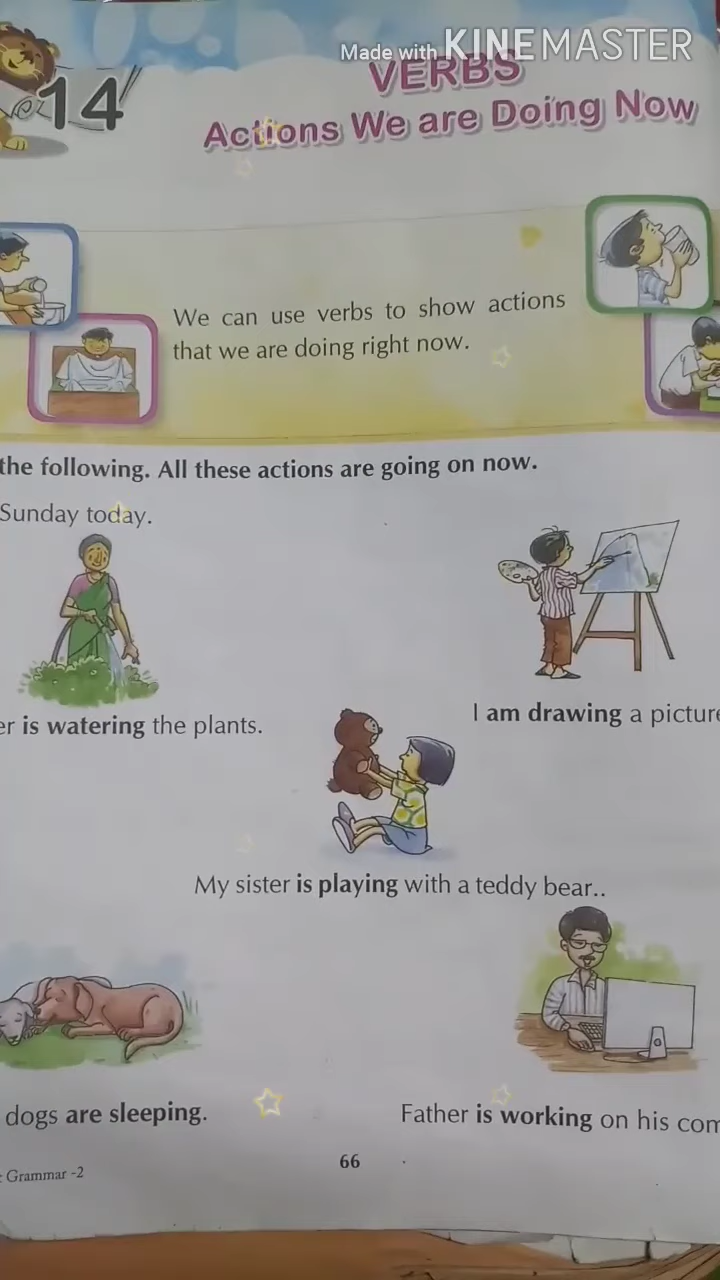 Made with KINEMASTER
14
VERBS
Actions We are Doing Now
We can use verbs to show actions
that we are doing right now.
the following. All these actions are going on now.
Sunday today.
er is watering the plants.
I am drawing a picture
My sister is playing with a teddy bear..
dogs are sleeping.
Father is working on his com
66
: Grammar -2